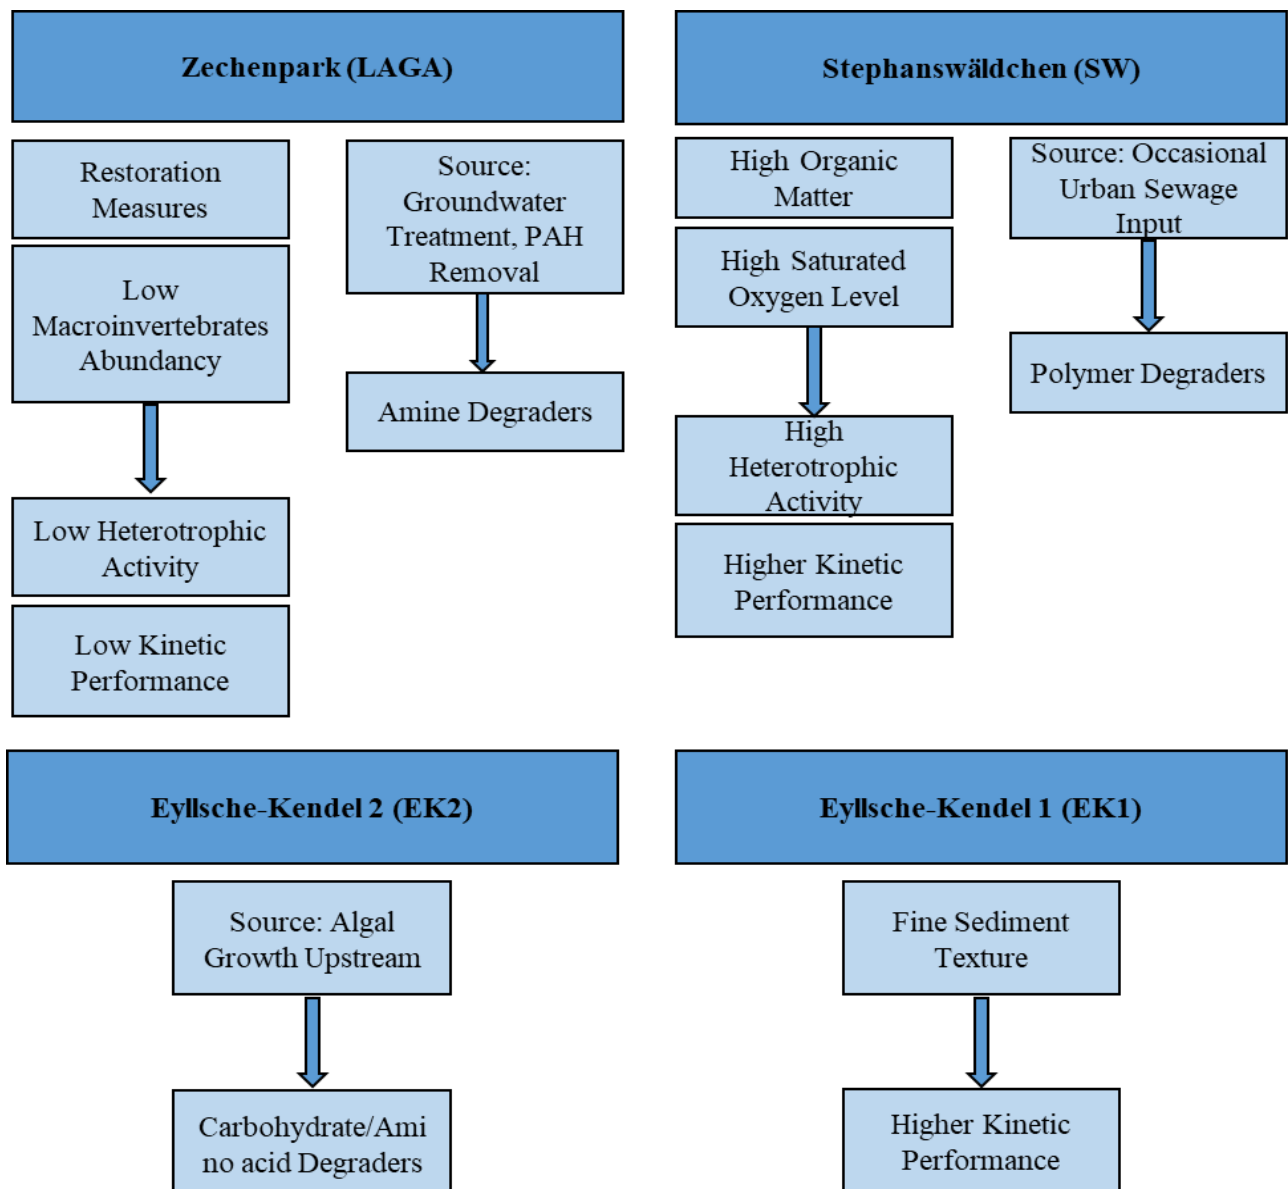 Zechenpark (LAGA)
Restoration
Measures
Low
Macroinvertebrates
Abundancy
Low Heterotrophic
Activity
Low Kinetic
Performance
Source:
Groundwater
Treatment, PAH
Removal
Amine Degraders
Stephanswäldchen (SW)
High Organic
Matter
High Saturated
Oxygen Level
High
Heterotrophic
Activity
Higher Kinetic
Performance
Source: Occasional
Urban Sewage
Input
Polymer Degraders
Eyllsche-Kendel 2 (EK2)
Source: Algal
Growth Upstream
Carbohydrate/Ami
no acid Degraders
Eyllsche-Kendel 1 (EK1)
Fine Sediment
Texture
Higher Kinetic
Performance